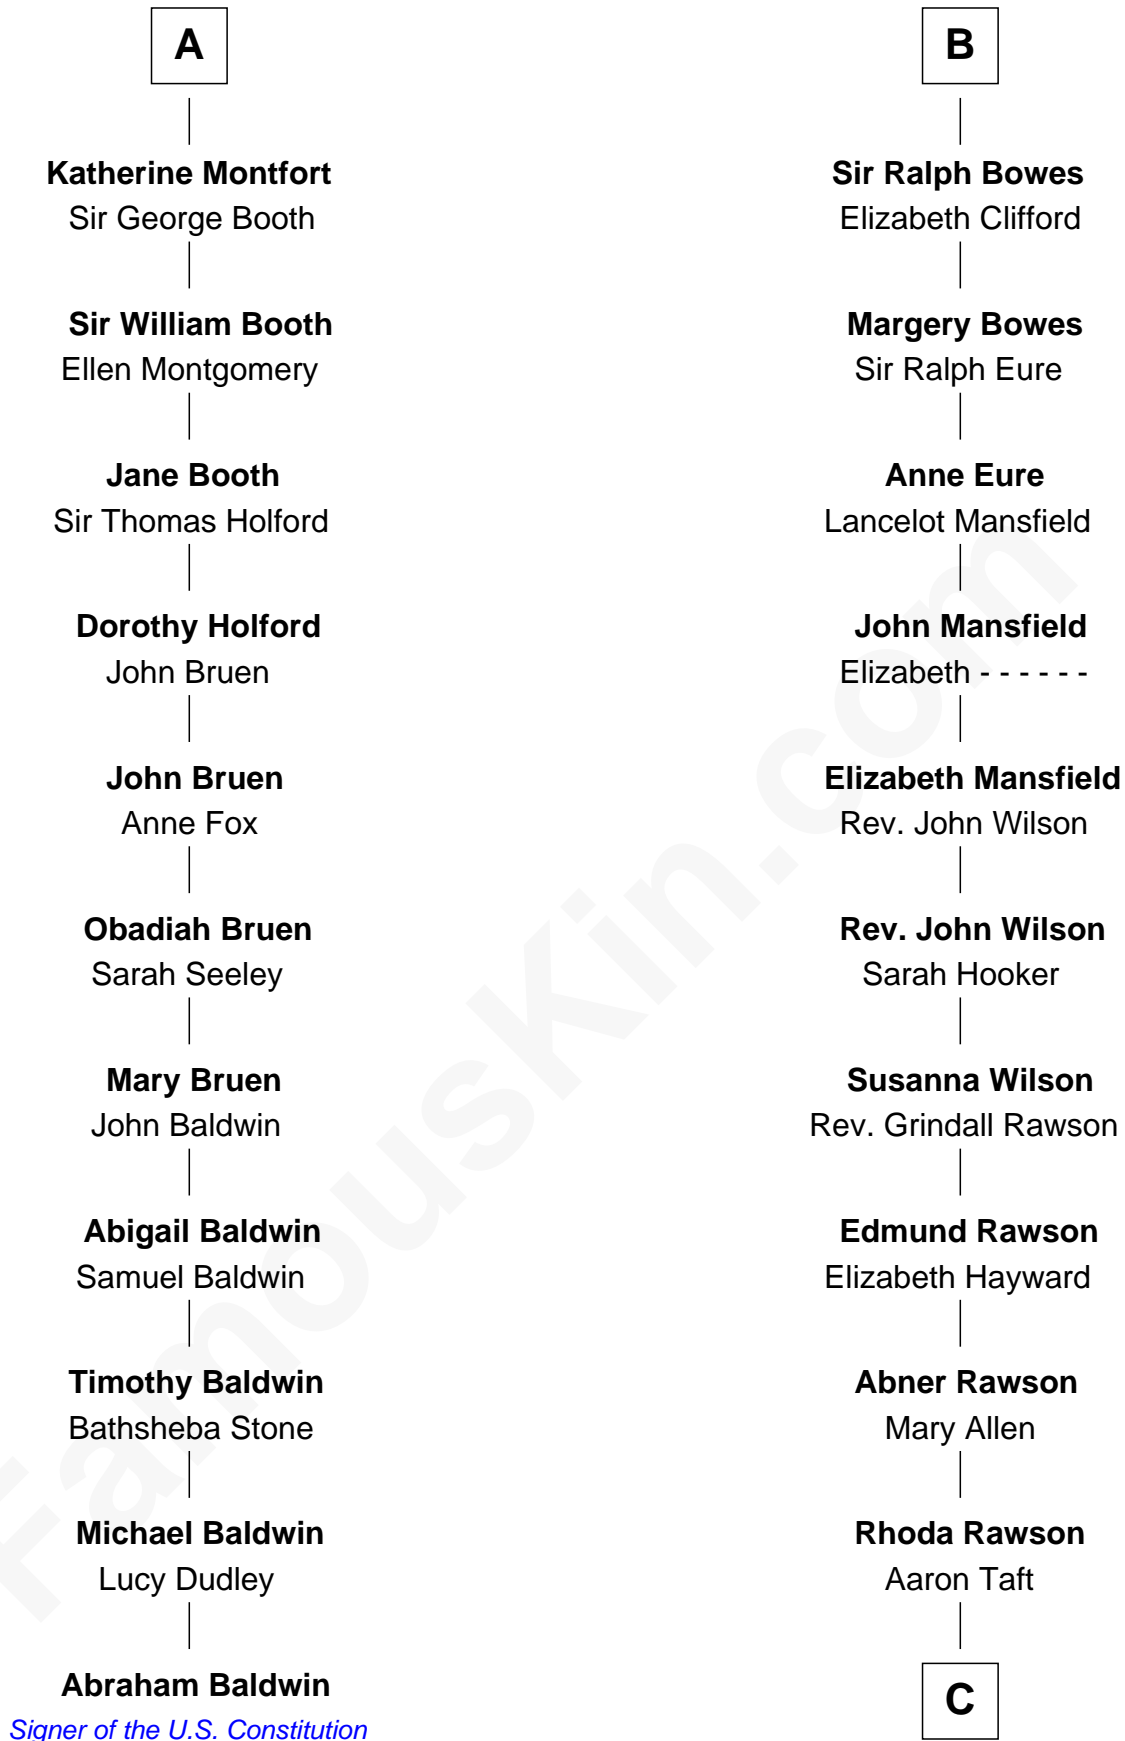 A
Katherine Montfort
Sir George Booth
Sir William Booth
Ellen Montgomery
Jane Booth
Sir Thomas Holford
Dorothy Holford
John Bruen
John Bruen
Anne Fox
Obadiah Bruen
Sarah Seeley
Mary Bruen
John Baldwin
Abigail Baldwin
Samuel Baldwin
Timothy Baldwin
Bathsheba Stone
Michael Baldwin
Lucy Dudley
Abraham Baldwin
Signer of the U.S. Constitution
B
Sir Ralph Bowes
Elizabeth Clifford
Margery Bowes
Sir Ralph Eure
Anne Eure
Lancelot Mansfield
John Mansfield
Elizabeth - - - - - -
Elizabeth Mansfield
Rev. John Wilson
Rev. John Wilson
Sarah Hooker
Susanna Wilson
Rev. Grindall Rawson
Edmund Rawson
Elizabeth Hayward
Abner Rawson
Mary Allen
Rhoda Rawson
Aaron Taft
C
FamousKin.com